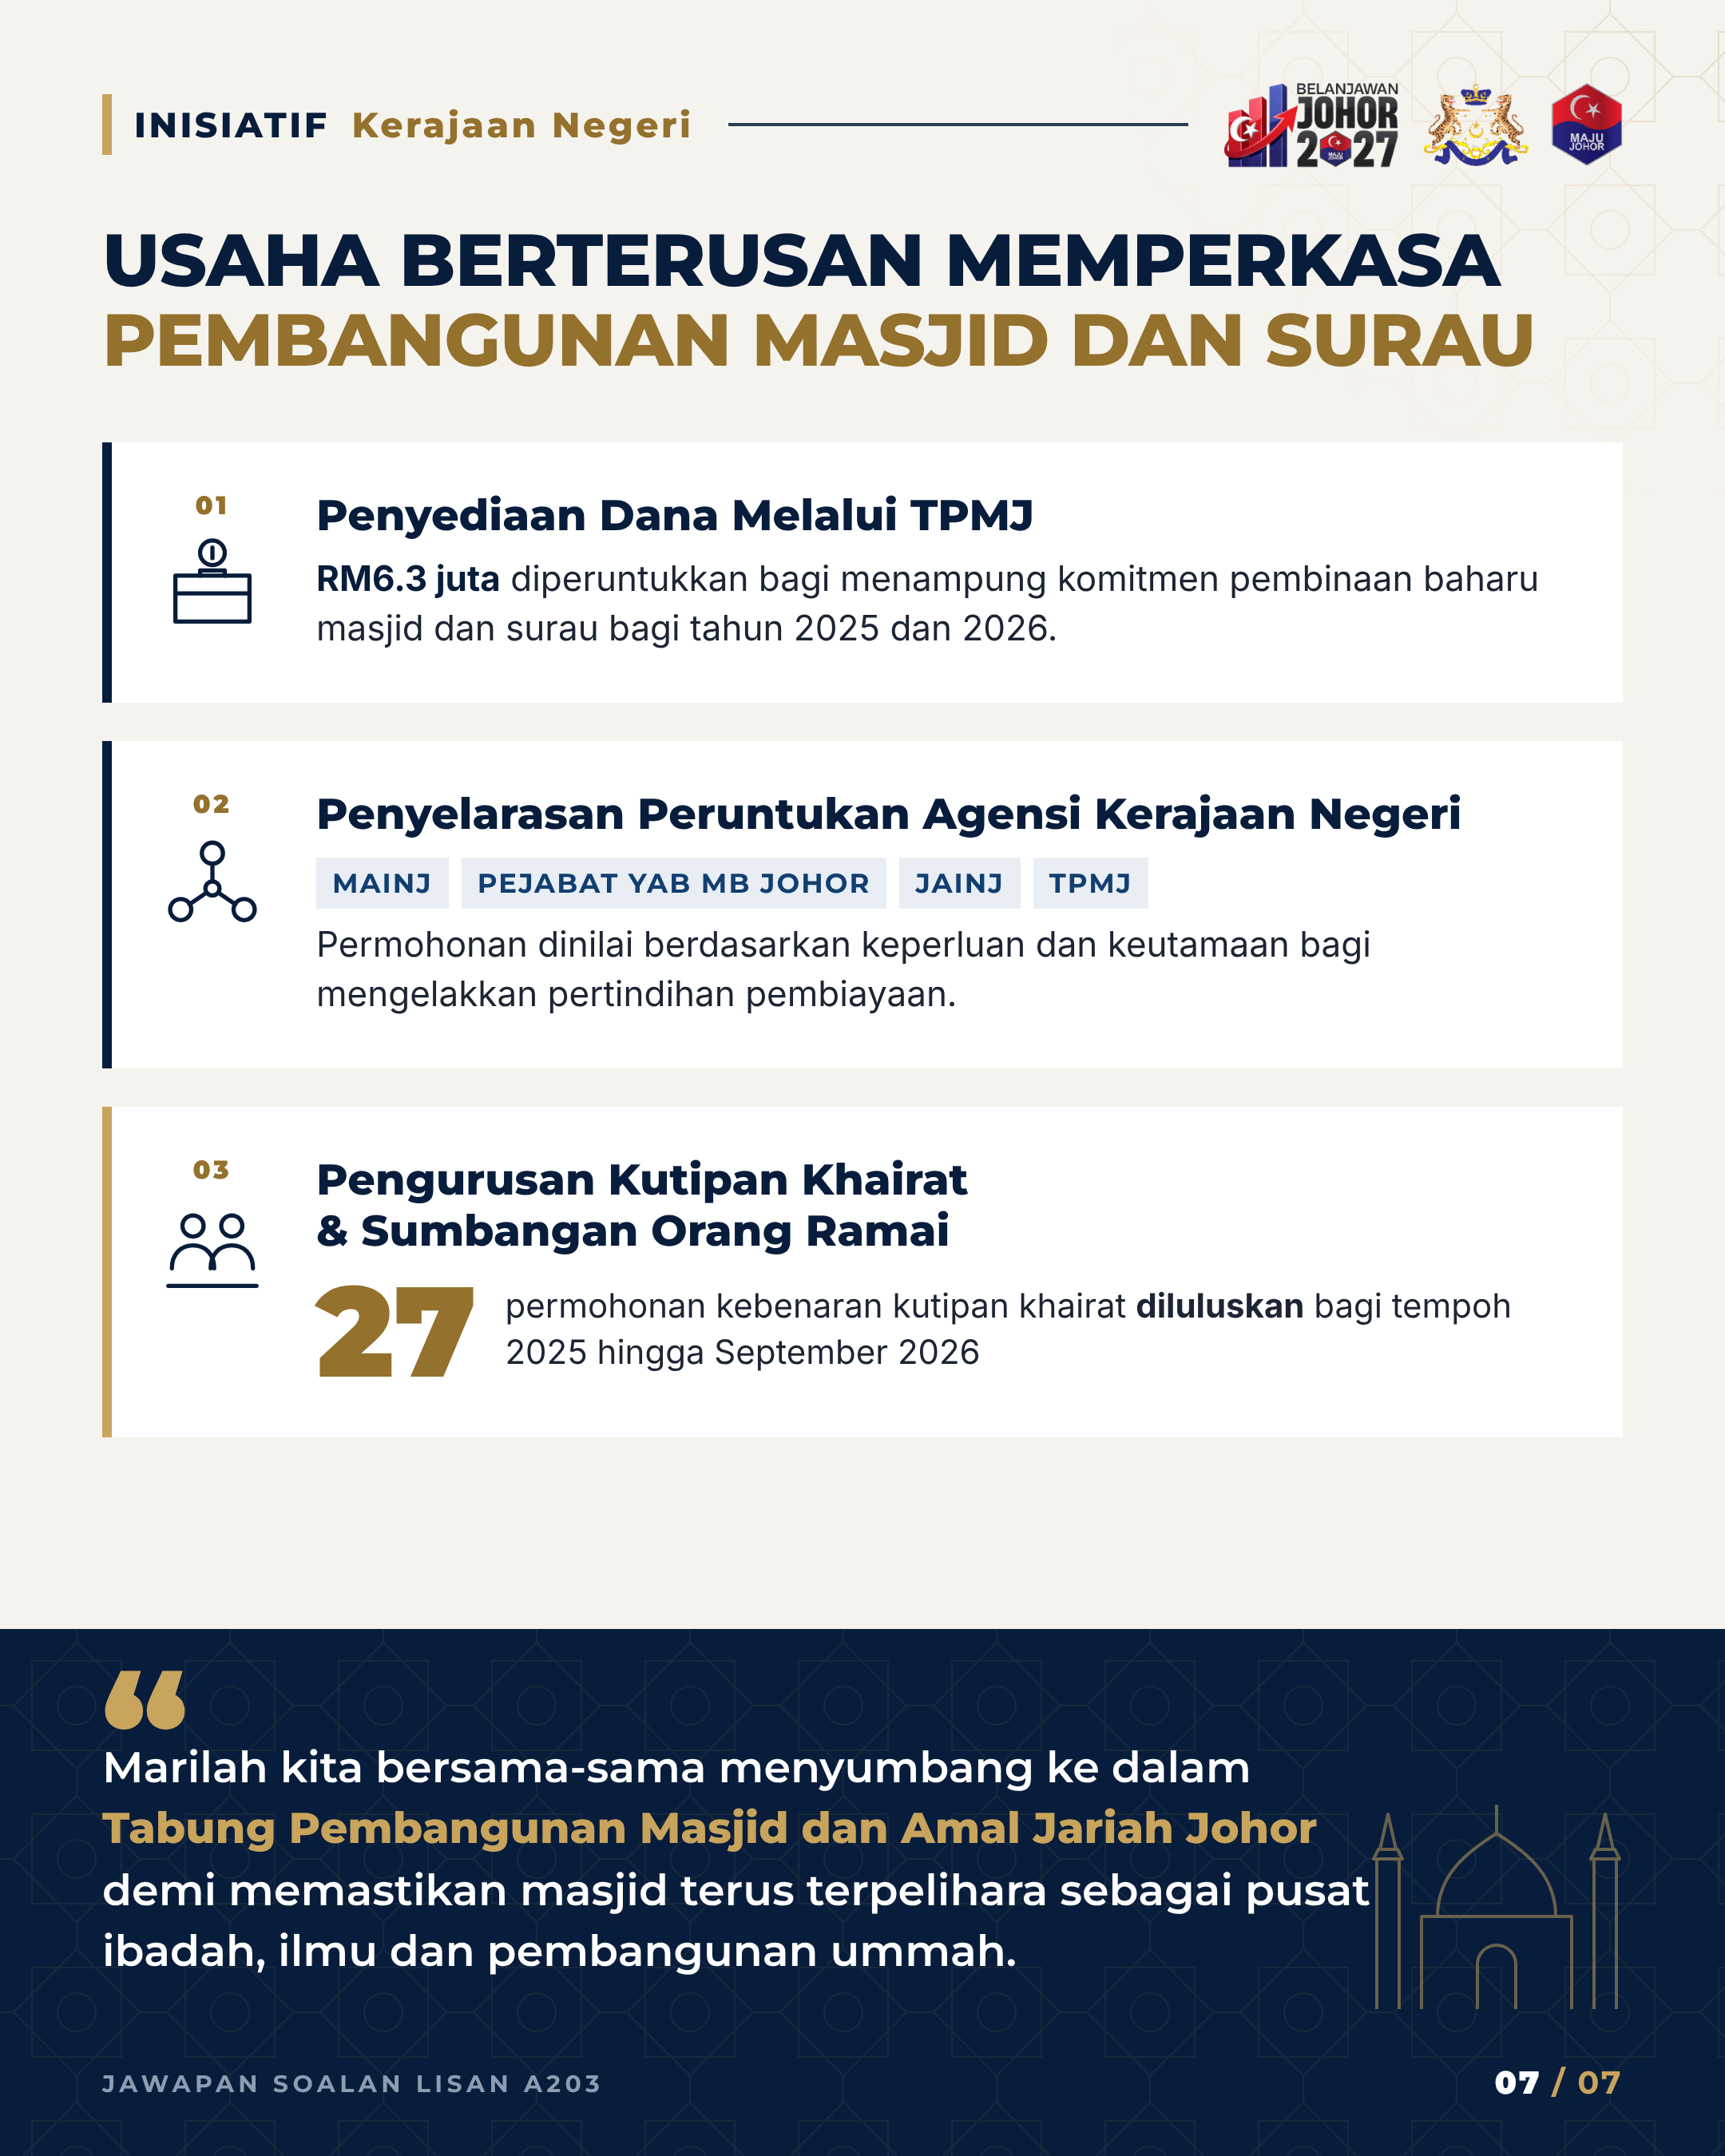 INISIATIF Kerajaan Negeri
BELANJAWAN
JOHOR
2027
MAJU
JOHOR
MAJU
JOHOR
USAHA BERTERUSAN MEMPERKASA
PEMBANGUNAN MASJID DAN SURAU
01
Penyediaan Dana Melalui TPMJ
RM6.3 juta diperuntukkan bagi menampung komitmen pembinaan baharu
masjid dan surau bagi tahun 2025 dan 2026.
02
Penyelarasan Peruntukan Agensi Kerajaan Negeri
MAINJ PEJABAT YAB MB JOHOR JAINJ TPMJ
Permohonan dinilai berdasarkan keperluan dan keutamaan bagi
mengelakkan pertindihan pembiayaan.
03
Pengurusan Kutipan Khairat
& Sumbangan Orang Ramai
27
permohonan kebenaran kutipan khairat diluluskan bagi tempoh
2025 hingga September 2026
“
Marilah kita bersama-sama menyumbang ke dalam
Tabung Pembangunan Masjid dan Amal Jariah Johor
demi memastikan masjid terus terpelihara sebagai pusat
ibadah, ilmu dan pembangunan ummah.
JAWAPAN SOALAN LISAN A203
07 / 07